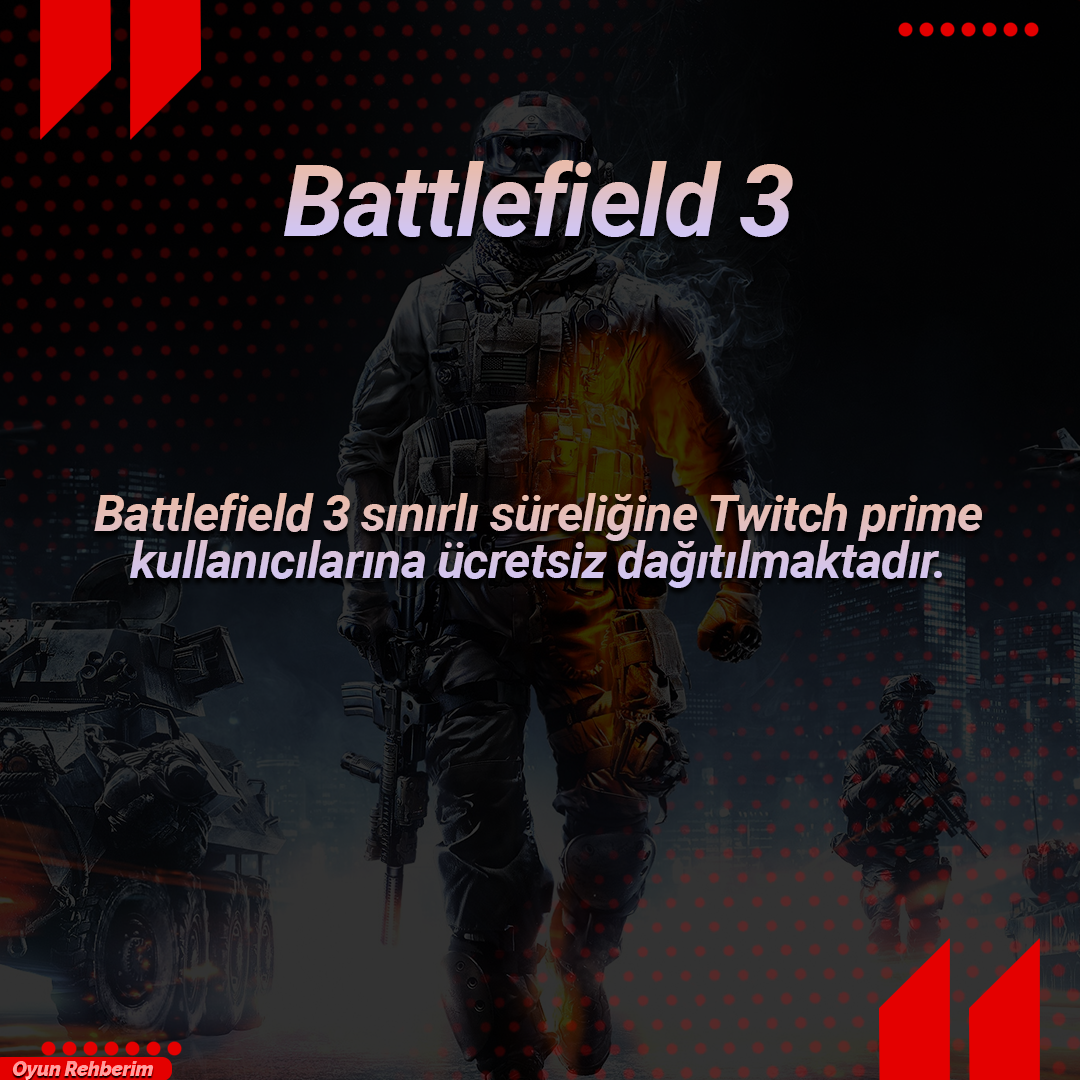 Battlefield 3
Battlefield 3 sınırlı süreliğine Twitch prime
kullanıcılarına ücretsiz dağıtılmaktadır.
Oyun Rehberim